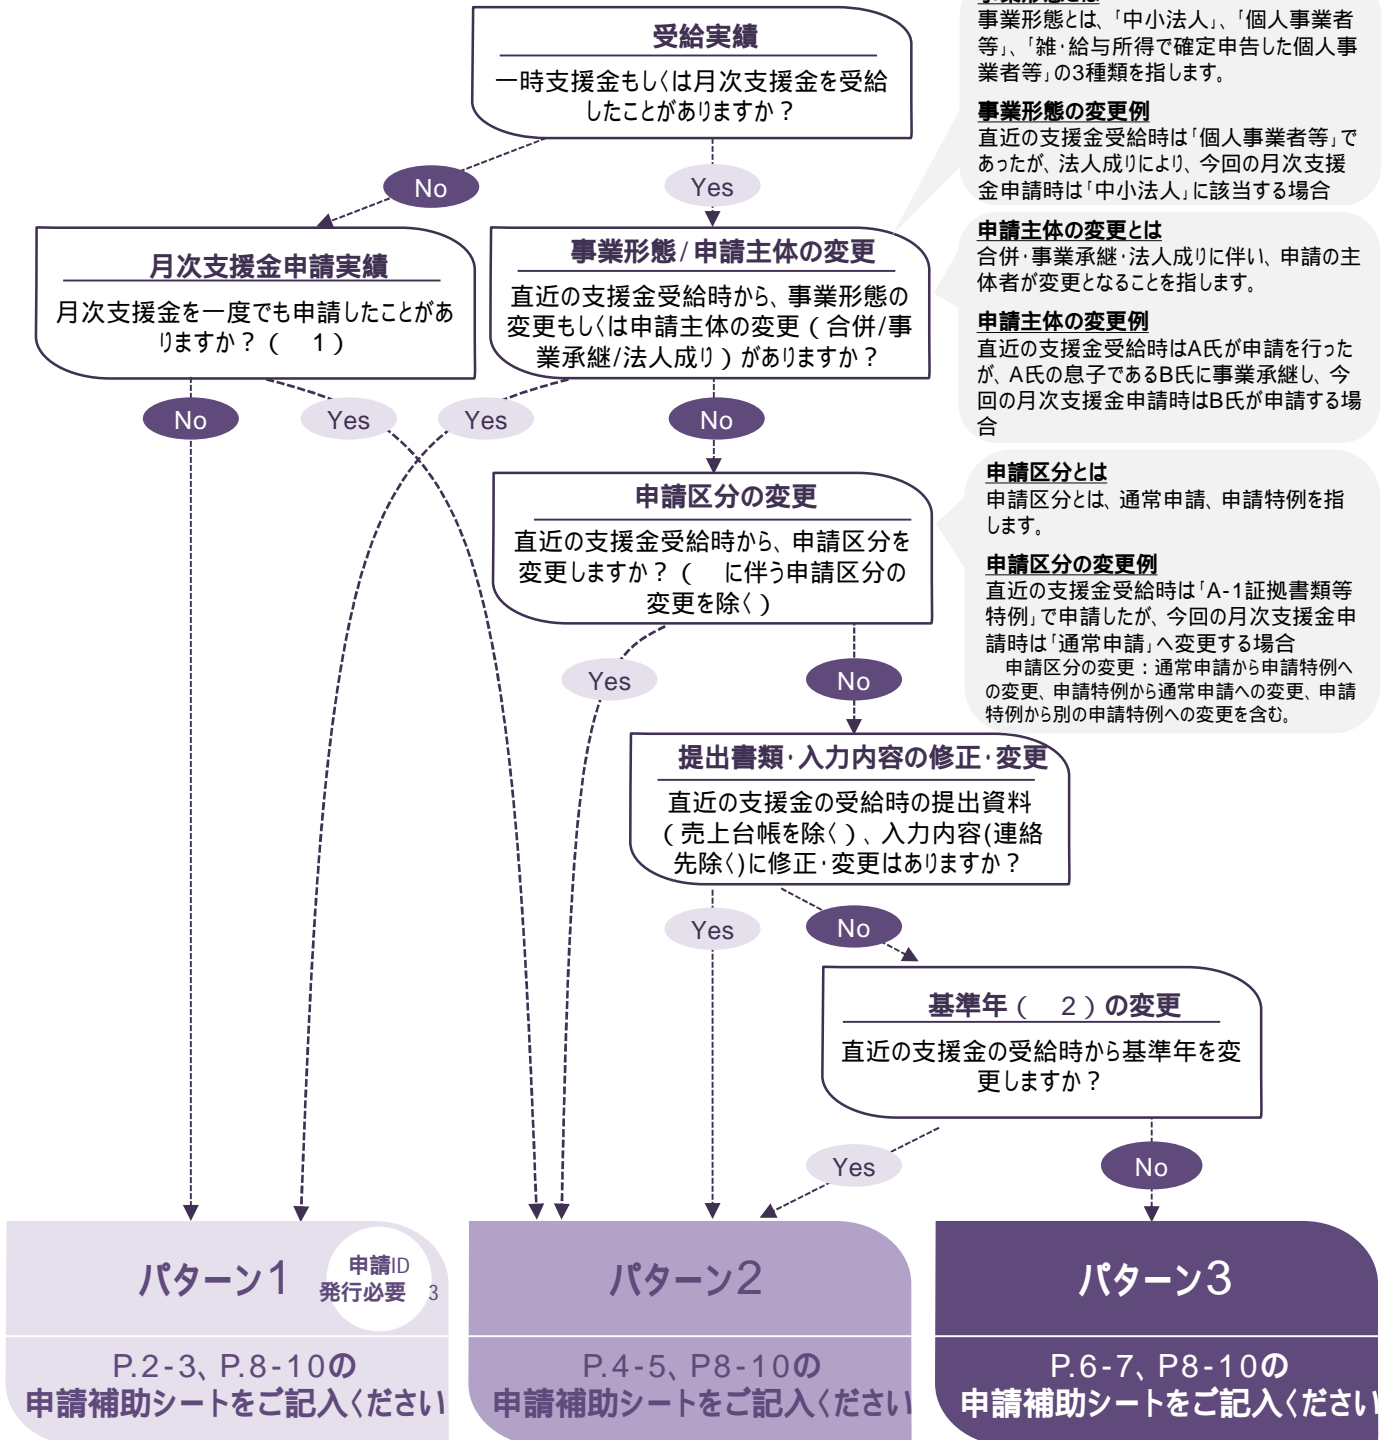 受給実績
一時支援金もしくは月次支援金を受給
したことがありますか？
No
Yes
月次支援金申請実績
月次支援金を一度でも申請したことがあ
りますか？（　1）
No
Yes
事業形態/申請主体の変更
直近の支援金受給時から、事業形態の
変更もしくは申請主体の変更（合併/事
業承継/法人成り）がありますか？
Yes
No
申請区分の変更
直近の支援金受給時から、申請区分を
変更しますか？（　に伴う申請区分の
変更を除く）
Yes
No
提出書類・入力内容の修正・変更
直近の支援金の受給時の提出資料
（売上台帳を除く）、入力内容(連絡
先除く)に修正・変更はありますか？
Yes
No
基準年（　2）の変更
直近の支援金の受給時から基準年を変
更しますか？
Yes
No
事業形態とは、「中小法人」、「個人事業者
等」、「雑・給与所得で確定申告した個人事
業者等」の3種類を指します。
事業形態の変更例
直近の支援金受給時は「個人事業者等」で
あったが、法人成りにより、今回の月次支援
金申請時は「中小法人」に該当する場合
申請主体の変更とは
合併・事業承継・法人成りに伴い、申請の主
体者が変更となることを指します。
申請主体の変更例
直近の支援金受給時はA氏が申請を行った
が、A氏の息子であるB氏に事業承継し、今
回の月次支援金申請時はB氏が申請する場
合
申請区分とは
申請区分とは、通常申請、申請特例を指
します。
申請区分の変更例
直近の支援金受給時は「A-1証拠書類等
特例」で申請したが、今回の月次支援金申
請時は「通常申請」へ変更する場合
申請区分の変更：通常申請から申請特例へ
の変更、申請特例から通常申請への変更、申請
特例から別の申請特例への変更を含む。
パターン1
申請ID
発行必要 3
P.2-3、P.8-10の
申請補助シートをご記入ください
パターン2
P.4-5、P8-10の
申請補助シートをご記入ください
パターン3
P.6-7、P8-10の
申請補助シートをご記入ください